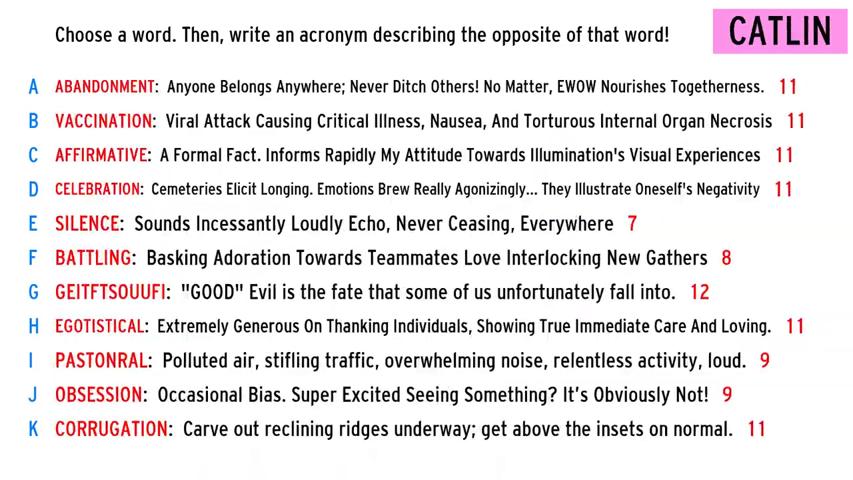 Choose a word. Then, write an acronym describing the opposite of that word!
CATLIN
A ABANDONMENT: Anyone Belongs Anywhere; Never Ditch Others! No Matter, EWOW Nourishes Togetherness. 11
B VACCINATION: Viral Attack Causing Critical Illness, Nausea, And Torturous Internal Organ Necrosis 11
C AFFIRMATIVE: A Formal Fact. Informs Rapidly My Attitude Towards Illumination's Visual Experiences 11
D CELEBRATION: Cemeteries Elicit Longing. Emotions Brew Really Agonizingly... They Illustrate Oneself's Negativity 11
E SILENCE: Sounds Incessantly Loudly Echo, Never Ceasing, Everywhere 7
F BATTLING: Basking Adoration Towards Teammates Love Interlocking New Gathers 8
G GEITFTSOUUFI: "GOOD" Evil is the fate that some of us unfortunately fall into. 12
H EGOTISTICAL: Extremely Generous On Thanking Individuals, Showing True Immediate Care And Loving. 11
I PASTONRAL: Polluted air, stifling traffic, overwhelming noise, relentless activity, loud. 9
J OBSESSION: Occasional Bias. Super Excited Seeing Something? It's Obviously Not! 9
K CORRUGATION: Carve out reclining ridges underway; get above the insets on normal. 11